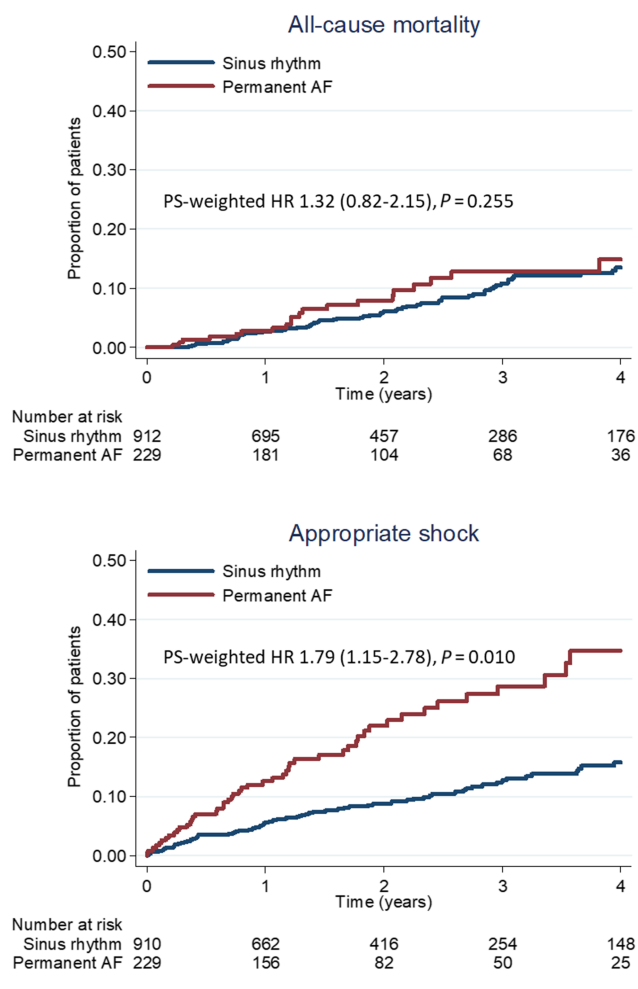 All-cause mortality
0.50
Sinus rhythm
Permanent AF
0.40
0.30
PS-weighted HR 1.32 (0.82-2.15), P = 0.255
0.20
0.10
0.00
Proportion of patients
0 1 2 3 4
Time (years)
Number at risk
Sinus rhythm 912 695 457 286 176
Permanent AF 229 181 104 68 36
Appropriate shock
0.50
Sinus rhythm
Permanent AF
0.40
PS-weighted HR 1.79 (1.15-2.78), P = 0.010
0.30
0.20
0.10
0.00
Proportion of patients
0 1 2 3 4
Time (years)
Number at risk
Sinus rhythm 910 662 416 254 148
Permanent AF 229 156 82 50 25